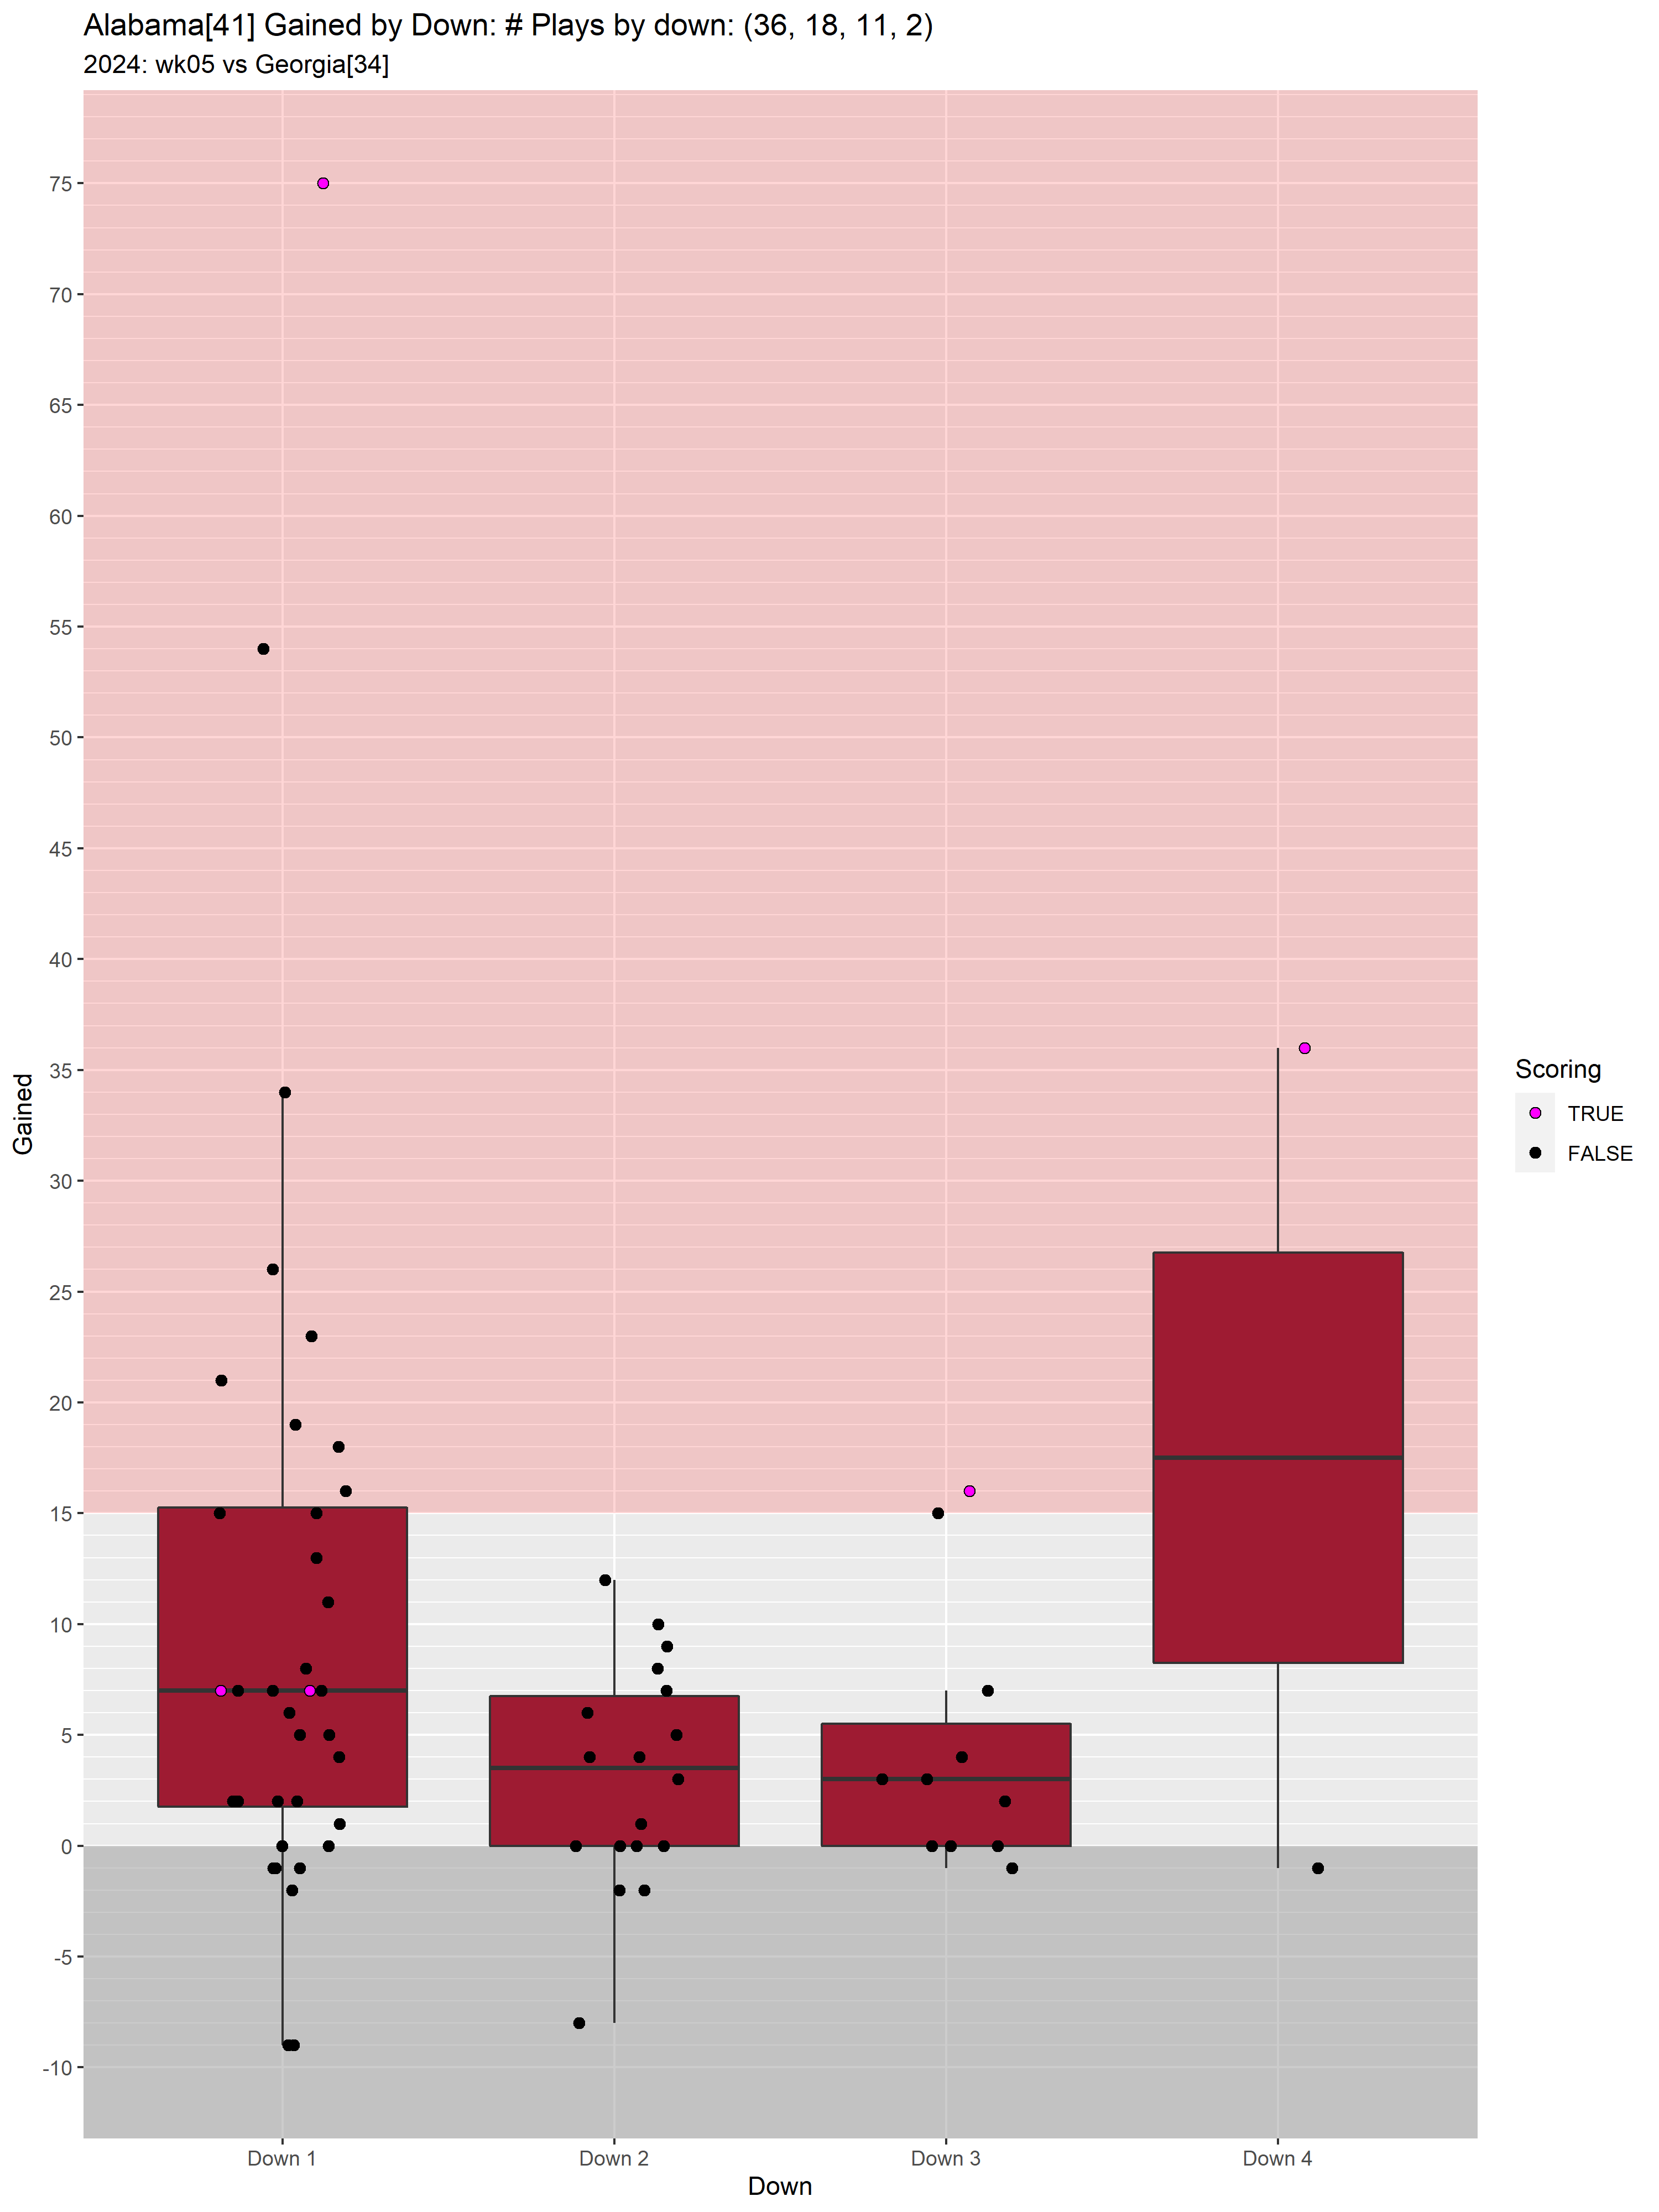 Alabama[41] Gained by Down: # Plays by down: (36, 18, 11, 2)
2024: wk05 vs Georgia[34]
75
70
65
60
55
50
45
40
35
30
25
20
15
10
5
0
-5
-10
Gained
Down 1
Down 2
Down 3
Down 4
Down
Scoring
TRUE
FALSE